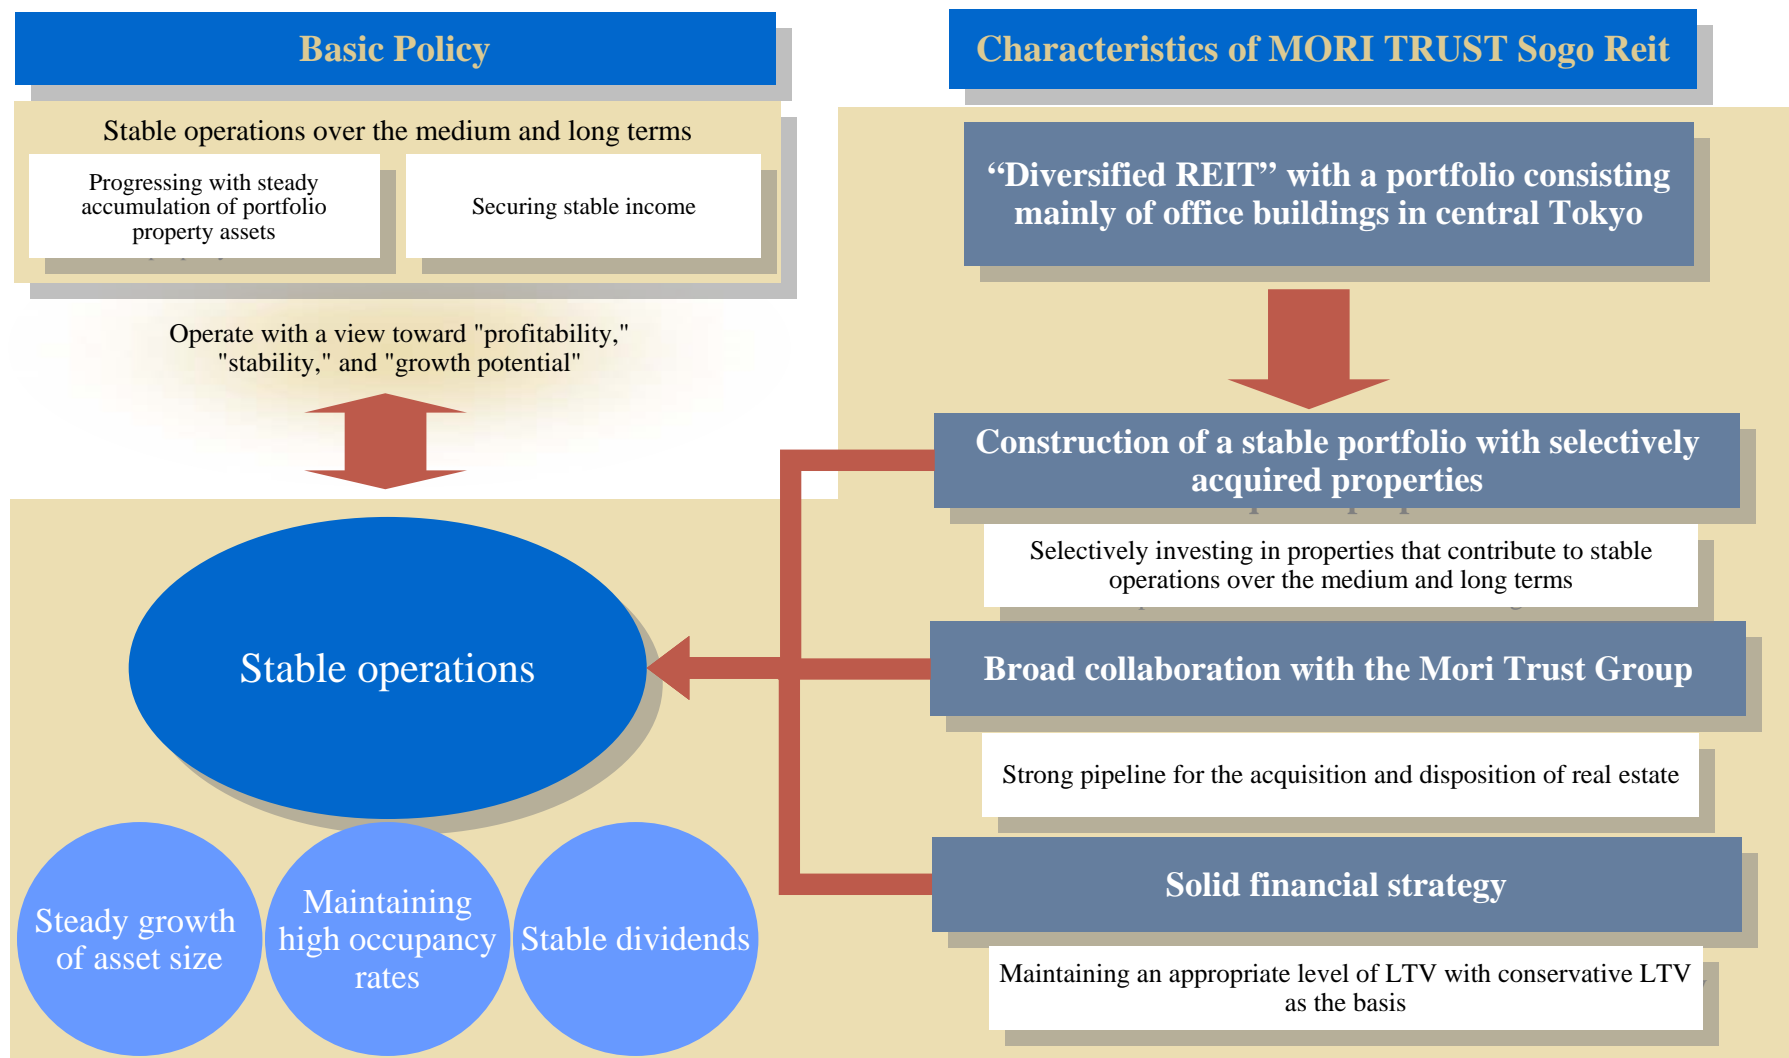 Basic Policy
Stable operations over the medium and long terms
Progressing with steady
accumulation of portfolio
property assets
Securing stable income
Operate with a view toward "profitability,"
"stability," and "growth potential"
Stable operations
Steady growth
of asset size
Maintaining
high occupancy
rates
Stable dividends
Characteristics of MORI TRUST Sogo Reit
“Diversified REIT” with a portfolio consisting
mainly of office buildings in central Tokyo
Construction of a stable portfolio with selectively
acquired properties
Selectively investing in properties that contribute to stable
operations over the medium and long terms
Broad collaboration with the Mori Trust Group
Strong pipeline for the acquisition and disposition of real estate
Solid financial strategy
Maintaining an appropriate level of LTV with conservative LTV
as the basis